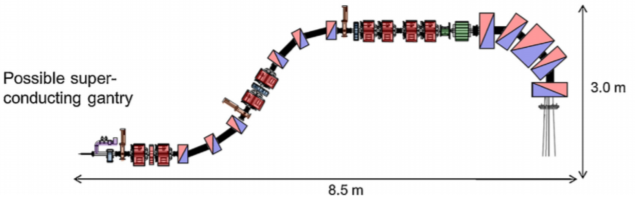 Possible super-
conducting gantry
3.0 m
8.5 m